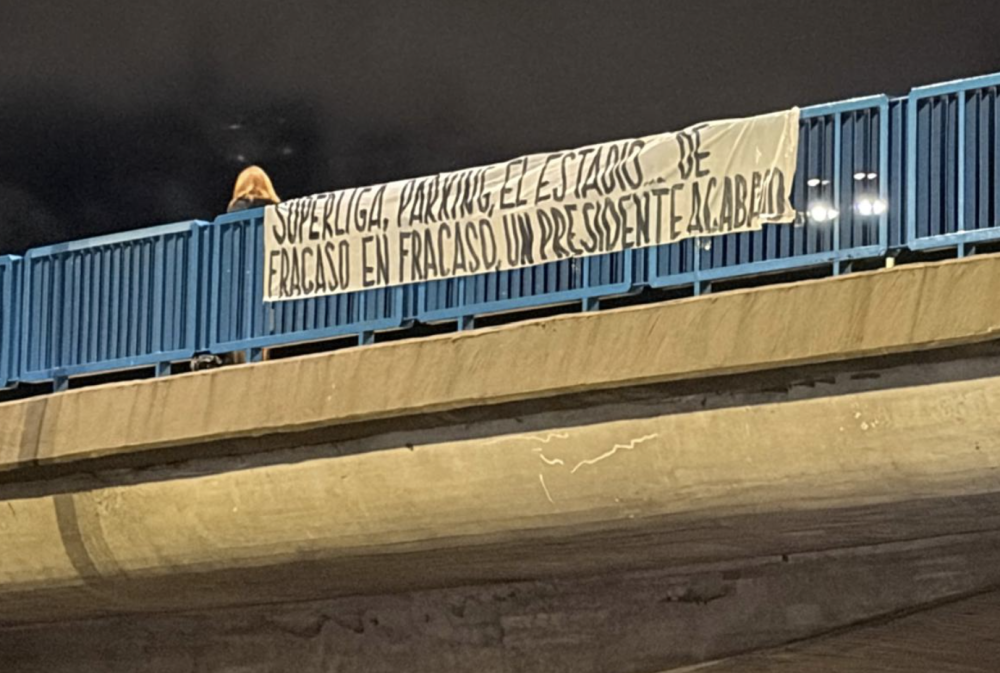 SUPERLIGA, PARKING, EL ESTADIO... DE
FRACASO EN FRACASO, UN PRESIDENTE ACABADO